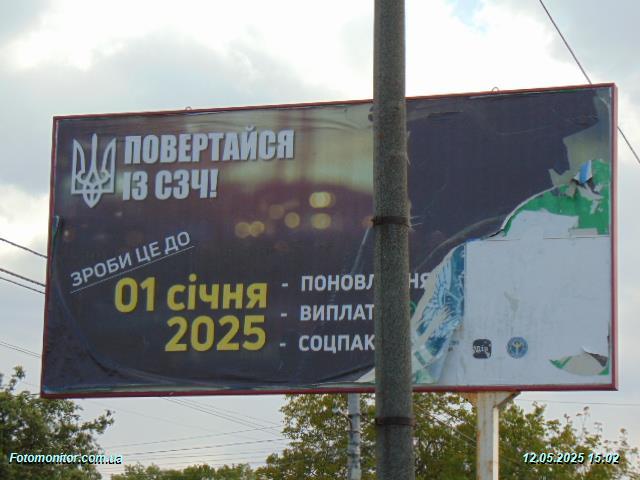 ПОВЕРТАЙСЯ
ІЗ СЗЧ!
ЗРОБИ ЦЕ ДО
01 січня
2025
-
- ВИПЛАТ
- СОЦПАК
Fotomonitor.com.ua
12.05.2025 15:02